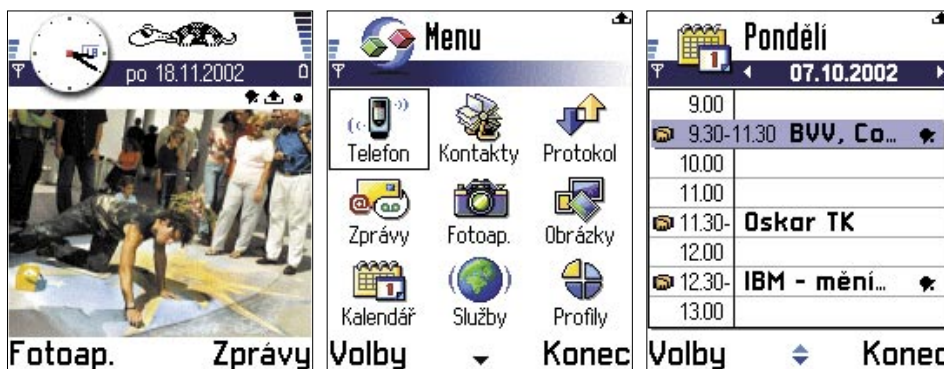 po 18.11.2002
18
Fotoap. Zprávy
Menu
Telefon Kontakty Protokol
Zprávy Fotoap. Obrázky
Kalendář Služby Profily
Volby Konec
Pondělí
1
07.10.2002
9.00
9.30-11.30 BVV, Co…
10.00
11.00
11.30- Oskar TK
12.00
12.30- IBM - mění…
13.00
Volby Konec